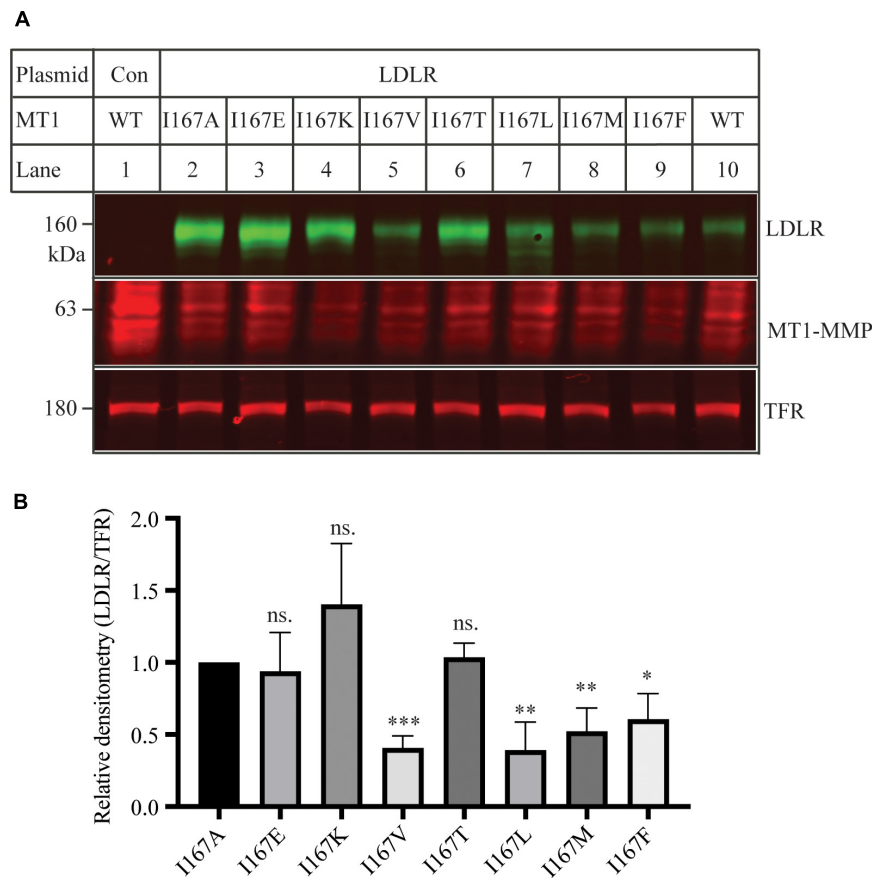 A
Plasmid Con LDLR
MT1 WT I167A I167E I167K I167V I167T I167L I167M I167F WT
Lane 1 2 3 4 5 6 7 8 9 10
160 LDLR
kDa
63
MT1-MMP
180 TFR
B
Relative densitometry (LDLR/TFR)
2.0
1.5
1.0
0.5
0.0
ns.
ns.
***
ns.
**
**
*
I167A I167E I167K I167V I167T I167L I167M I167F